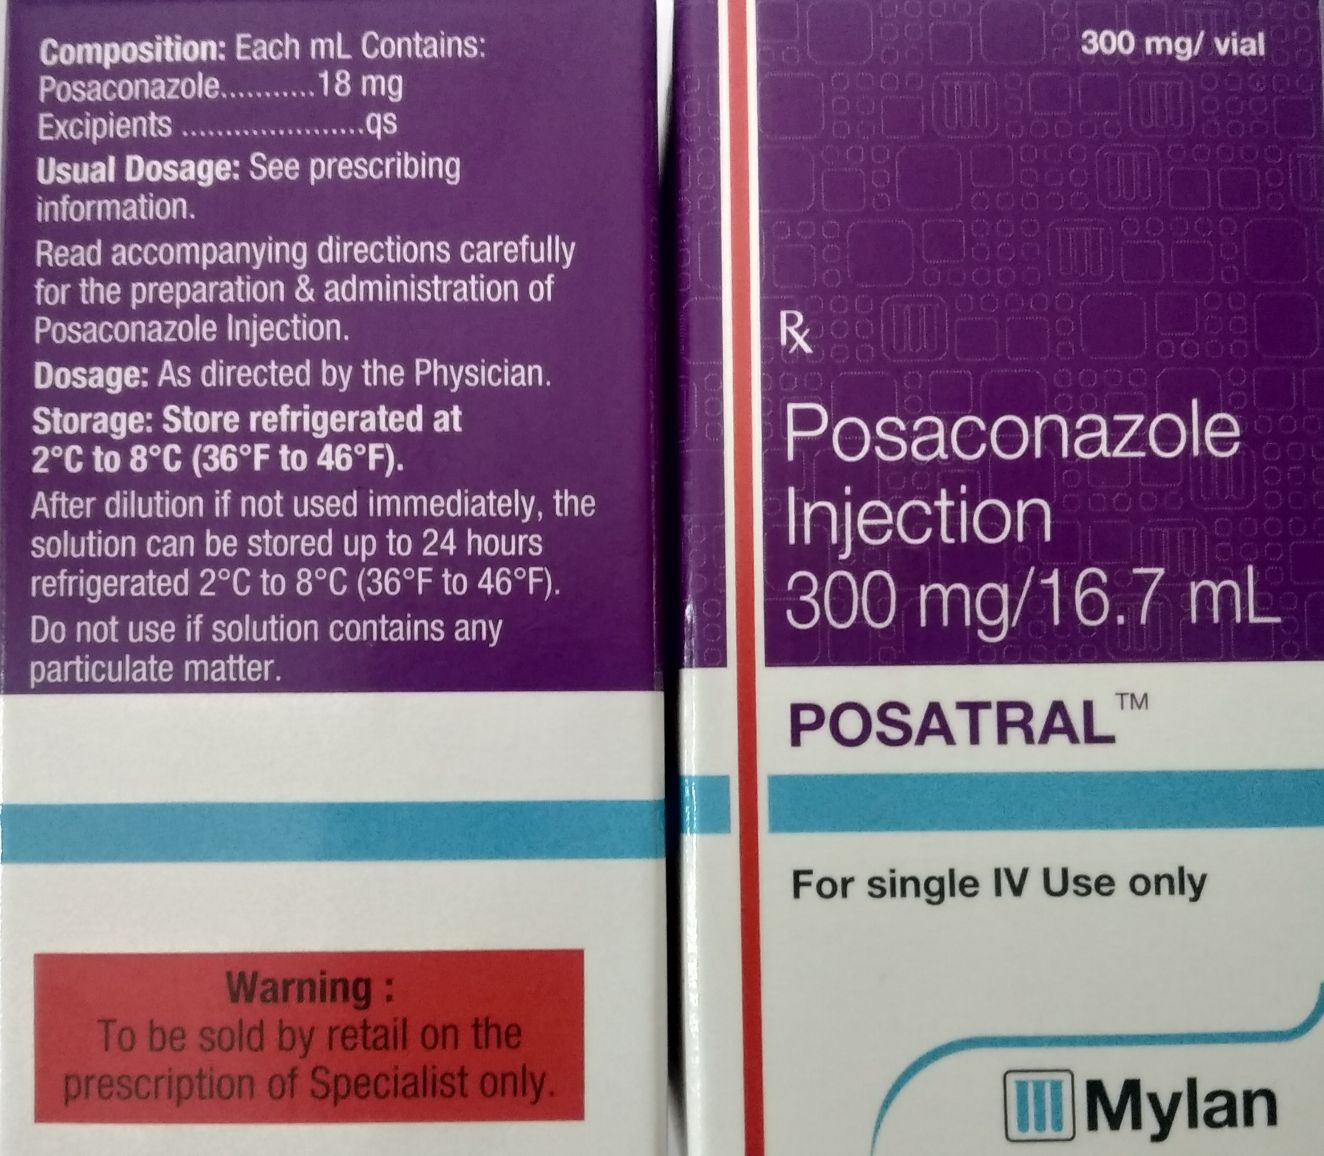 Composition: Each mL Contains:
Posaconazole...........18 mg
Excipients .....................qs
Usual Dosage: See prescribing
information.
Read accompanying directions carefully
for the preparation & administration of
Posaconazole Injection.
Dosage: As directed by the Physician.
Storage: Store refrigerated at
2°C to 8°C (36°F to 46°F).
After dilution if not used immediately, the
solution can be stored up to 24 hours
refrigerated 2°C to 8°C (36°F to 46°F).
Do not use if solution contains any
particulate matter.
Warning :
To be sold by retail on the
prescription of Specialist only.
300 mg/ vial
Rx
Posaconazole
Injection
300 mg/16.7 mL
POSATRAL™
For single IV Use only
Mylan